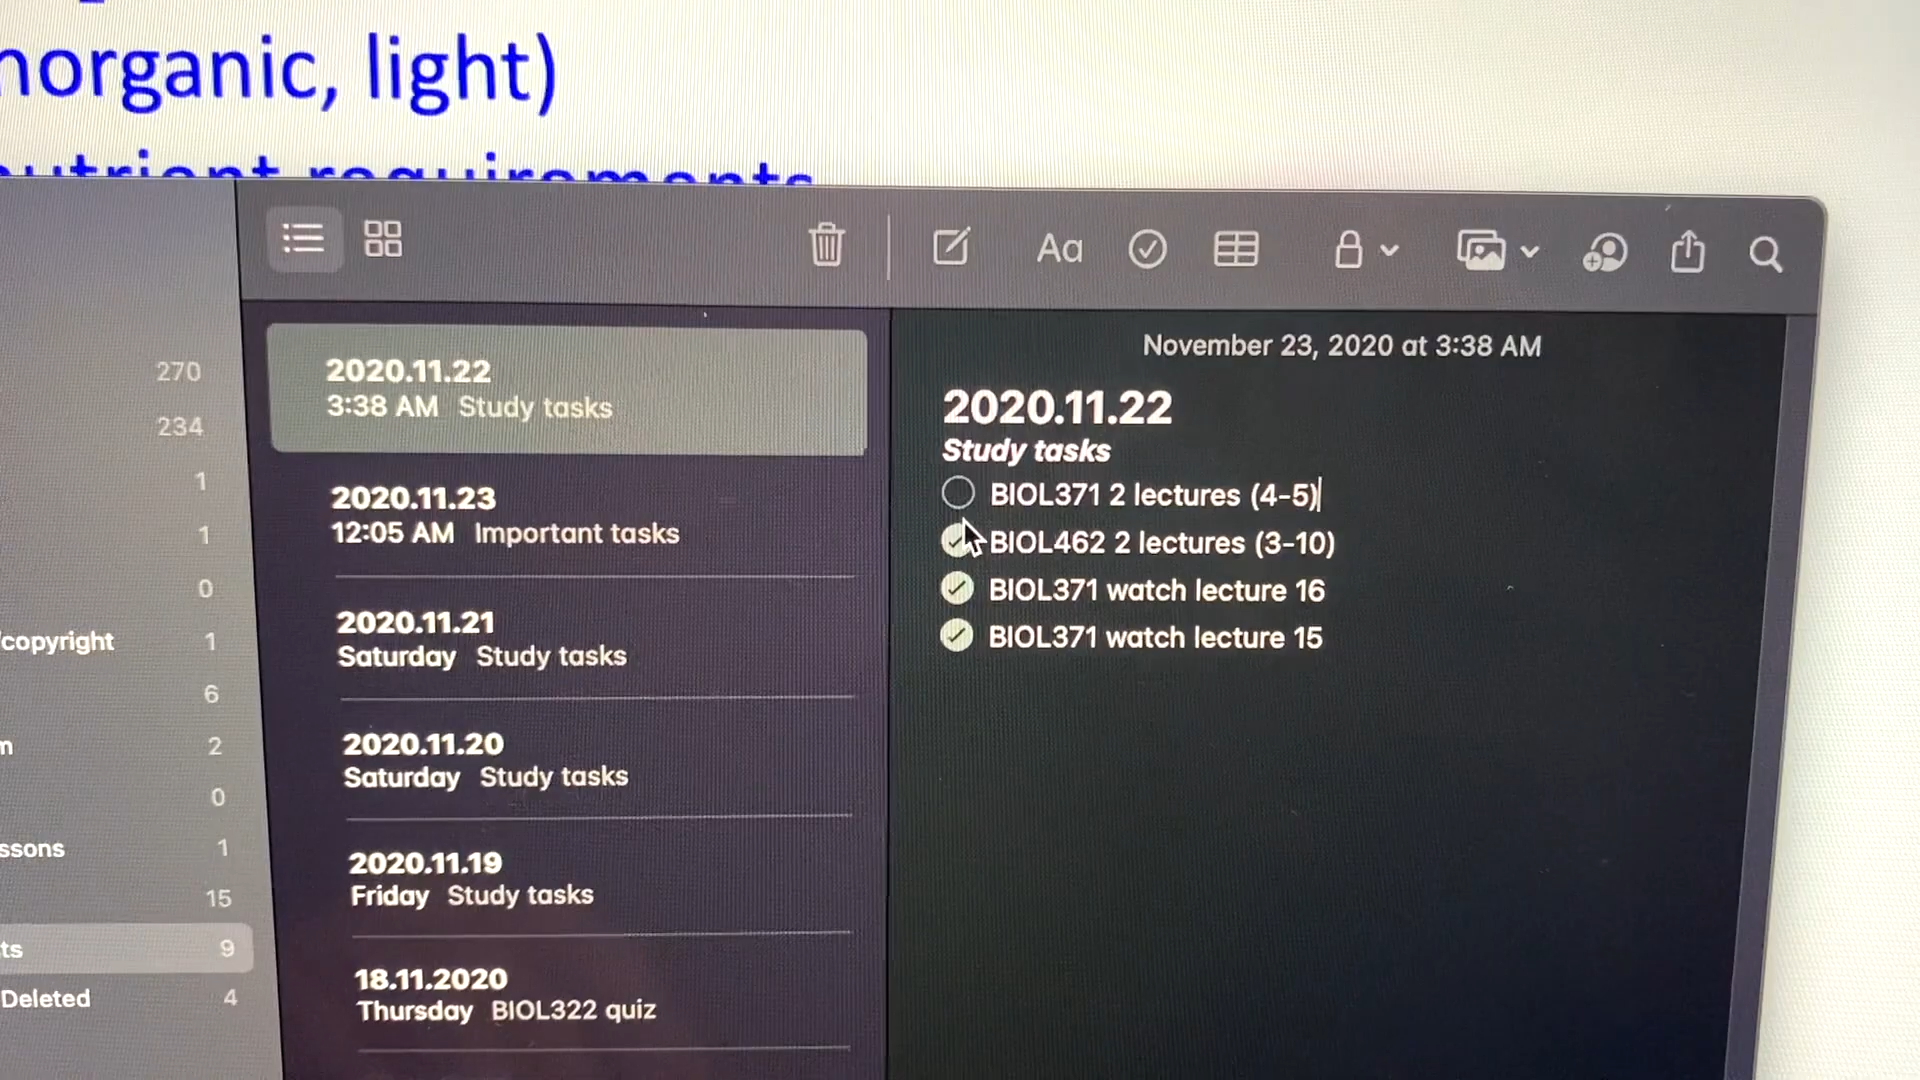 norganic, light)
nutrient requirements
270
234
1
1
0
copyright 1
6
m 2
0
ssons 1
15
ts 9
Deleted 4
2020.11.22
3:38 AM Study tasks
2020.11.23
12:05 AM Important tasks
2020.11.21
Saturday Study tasks
2020.11.20
Saturday Study tasks
2020.11.19
Friday Study tasks
18.11.2020
Thursday BIOL322 quiz
Aa
November 23, 2020 at 3:38 AM
2020.11.22
Study tasks
BIOL371 2 lectures (4-5)
BIOL462 2 lectures (3-10)
BIOL371 watch lecture 16
BIOL371 watch lecture 15